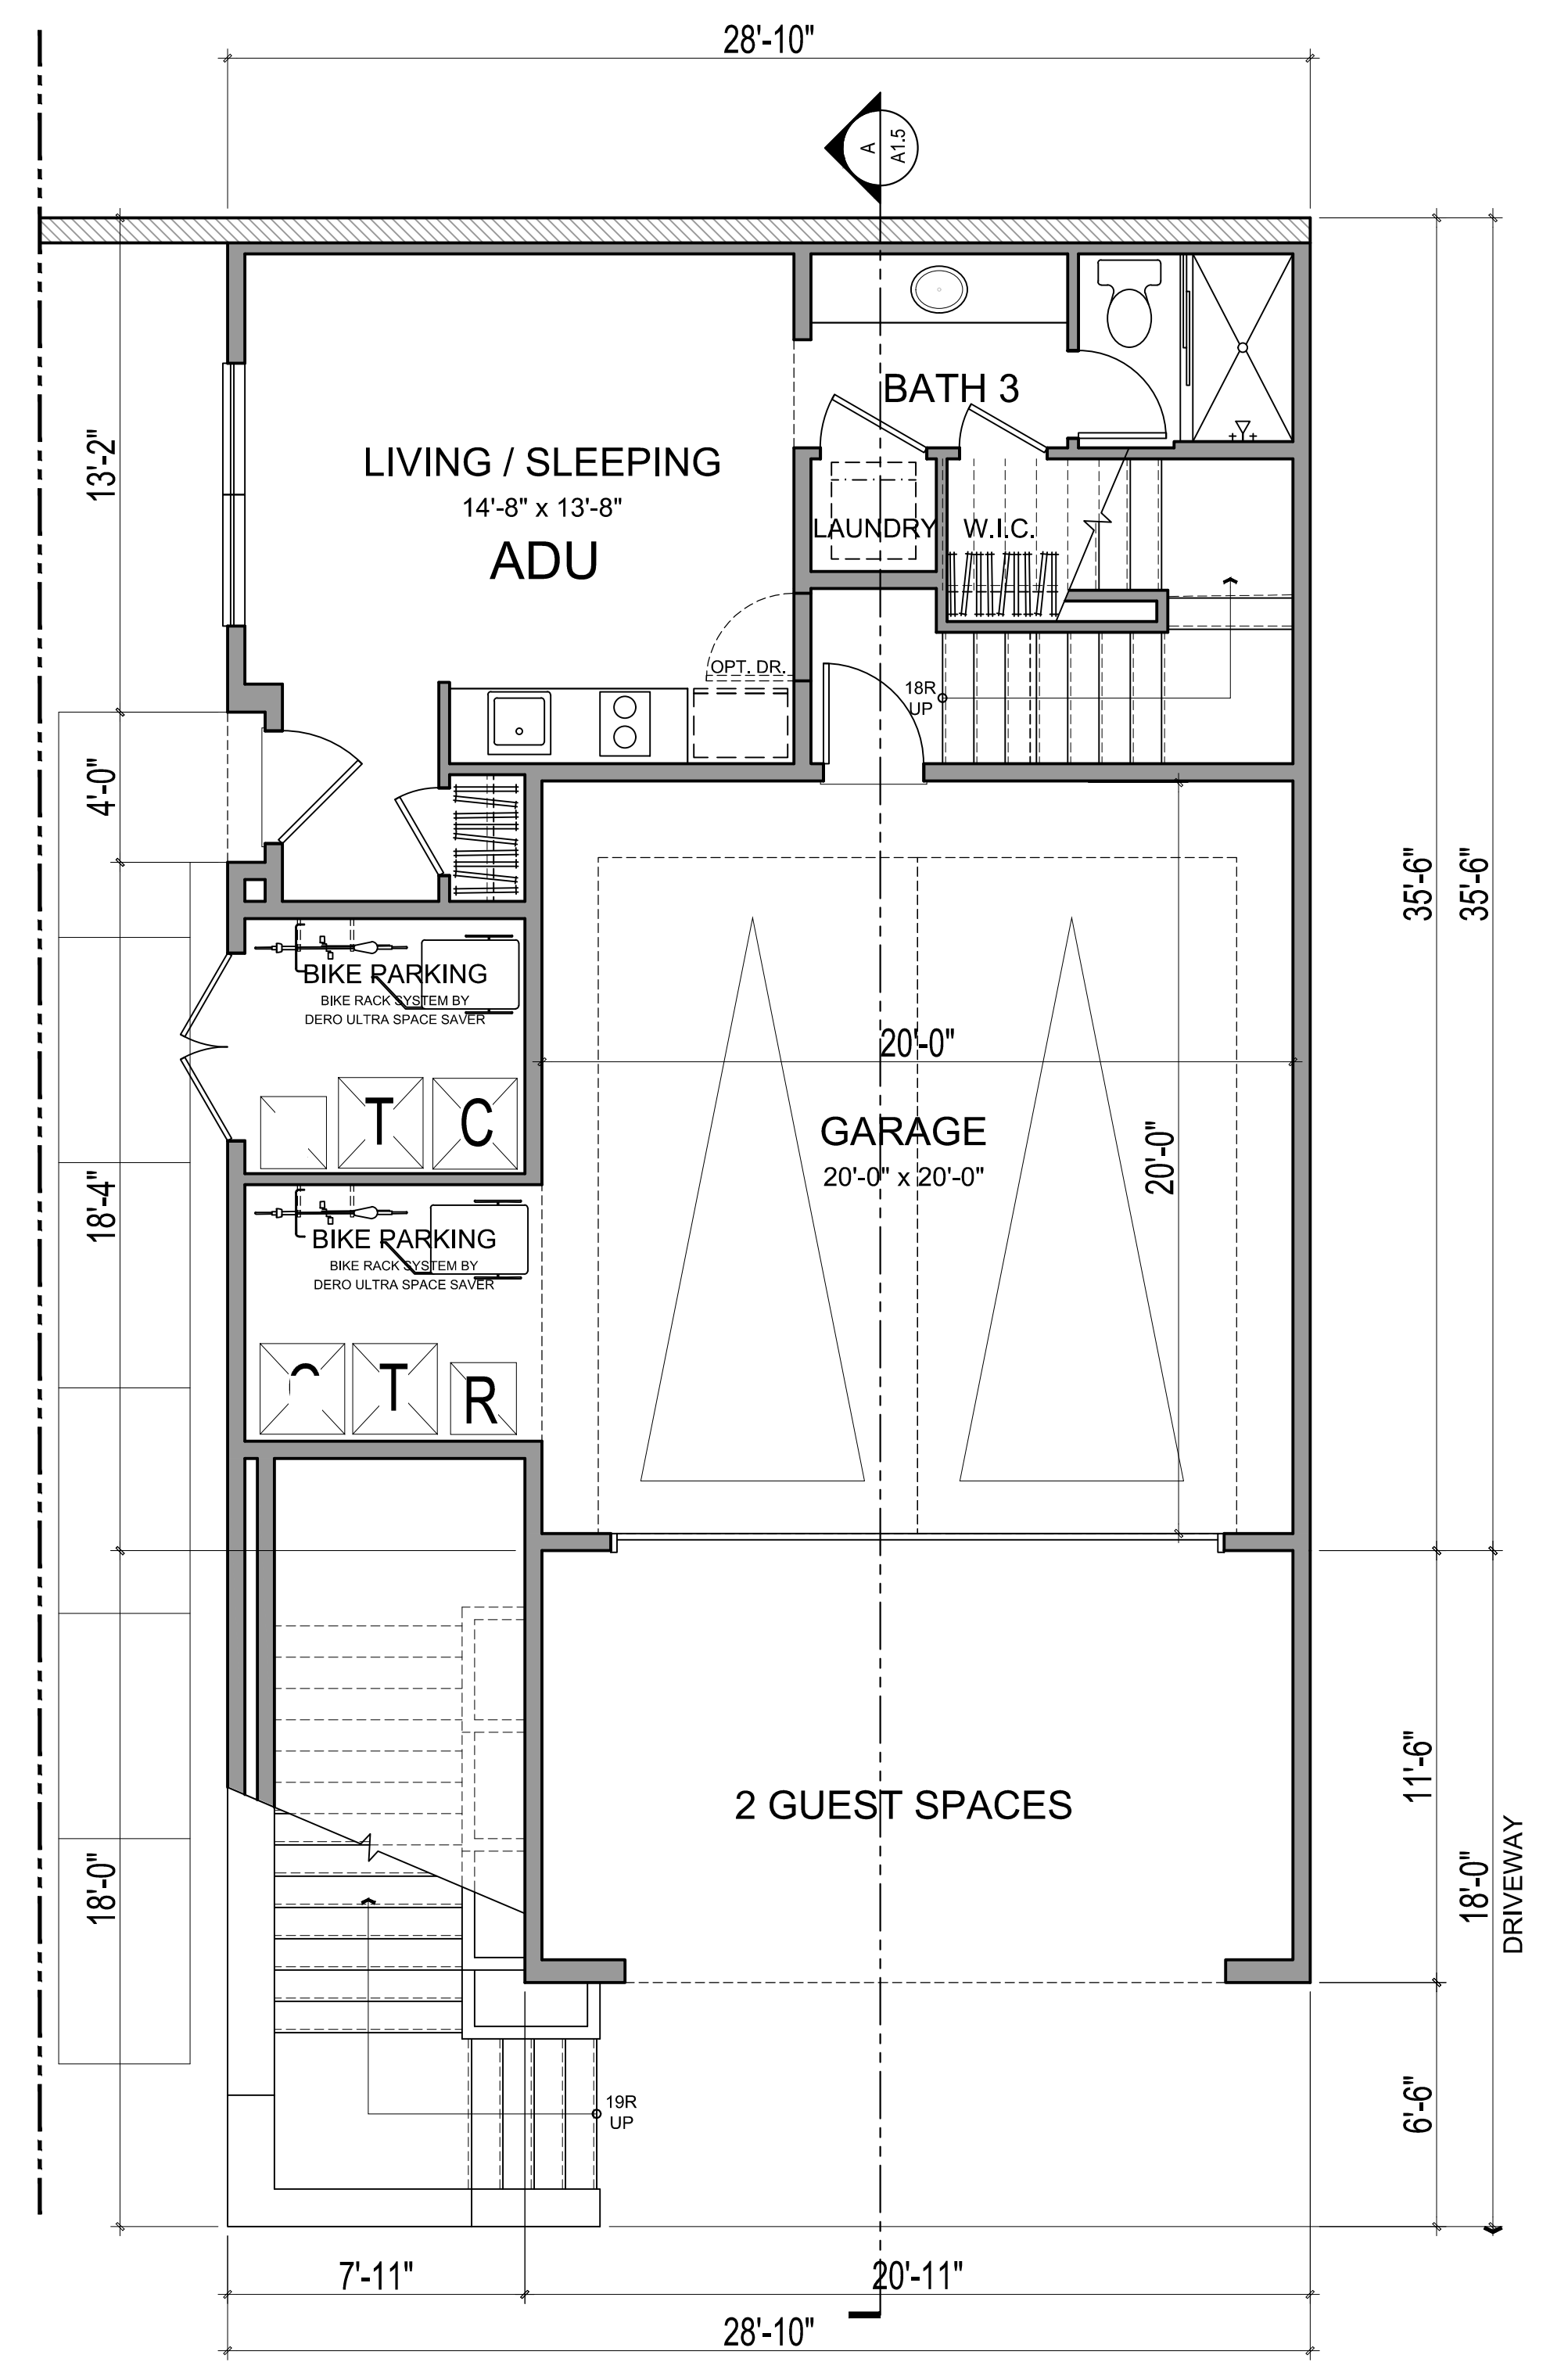 28'-10"
A
A1.5
13'-2"
LIVING / SLEEPING
14'-8" x 13'-8"
ADU
BATH 3
LAUNDRY
W.I.C.
OPT. DR.
18R
UP
4'-0"
35'-6"
35'-6"
BIKE PARKING
BIKE RACK SYSTEM BY
DERO ULTRA SPACE SAVER
T
C
20'-0"
GARAGE
20'-0" x 20'-0"
20'-0"
18'-4"
BIKE PARKING
BIKE RACK SYSTEM BY
DERO ULTRA SPACE SAVER
T
R
2 GUEST SPACES
11'-6"
18'-0"
18'-0"
DRIVEWAY
19R
UP
6'-6"
7'-11"
20'-11"
28'-10"